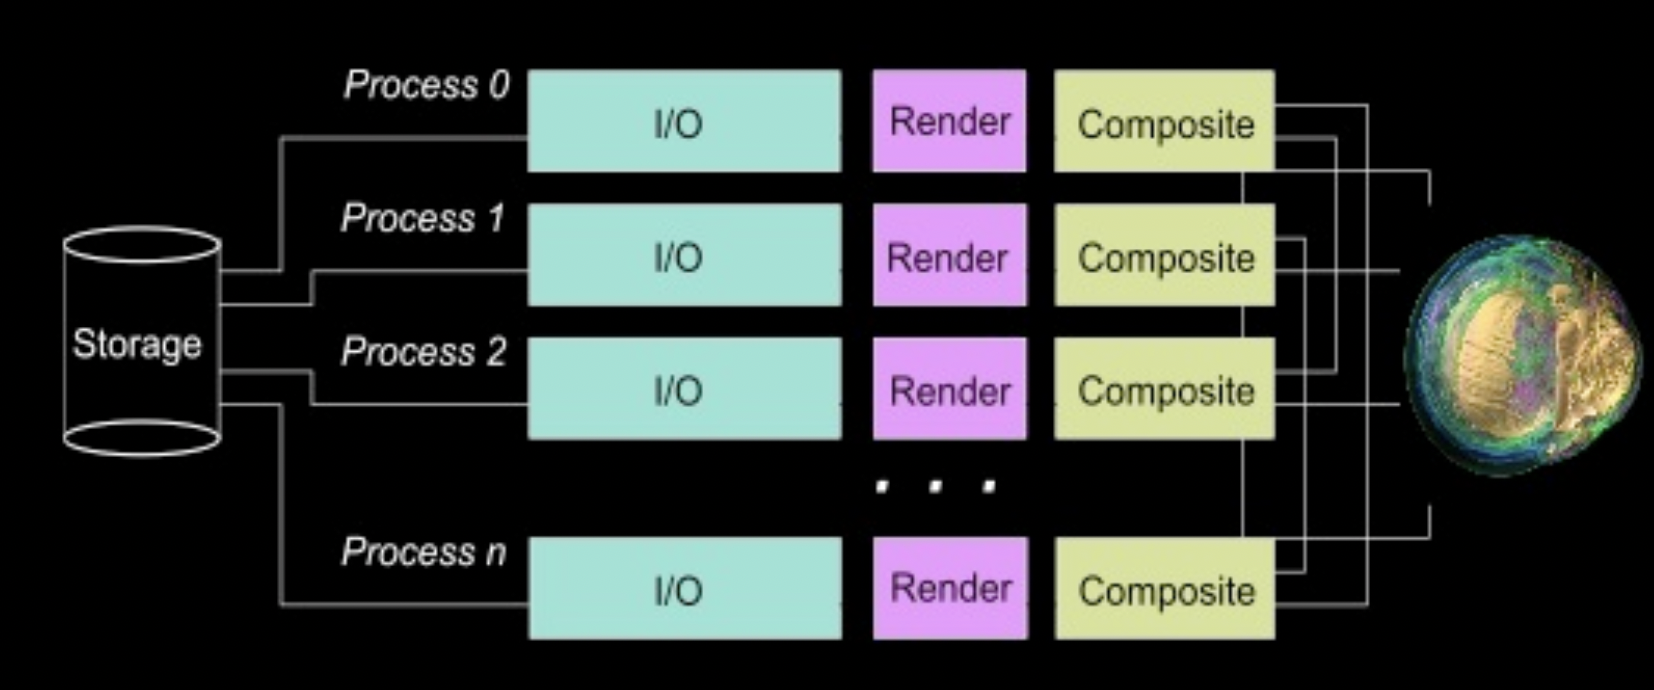 Process 0
I/O
Render
Composite
Process 1
I/O
Render
Composite
Storage
Process 2
I/O
Render
Composite
. . .
Process n
I/O
Render
Composite